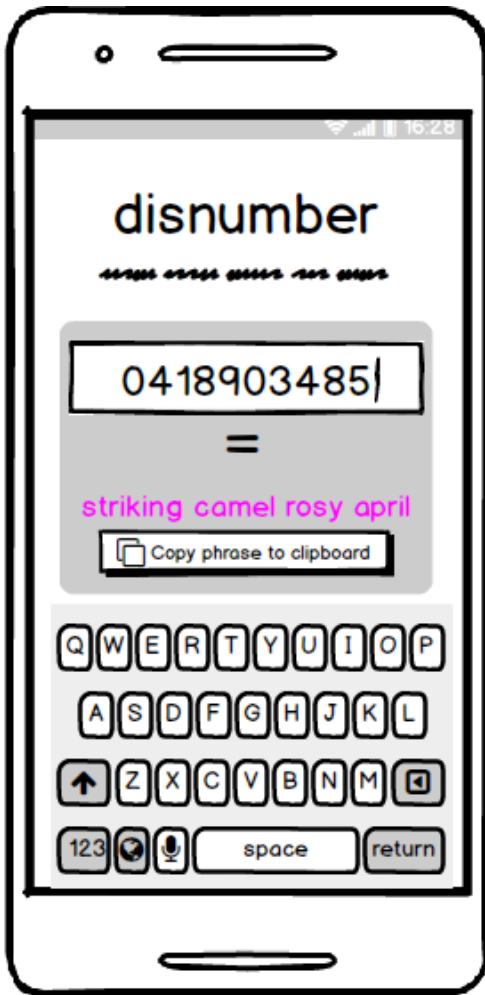 16:28
disnumber
0418903485
=
striking camel rosy april
Copy phrase to clipboard
Q W E R T Y U I O P
A S D F G H J K L
Z X C V B N M
123 space return